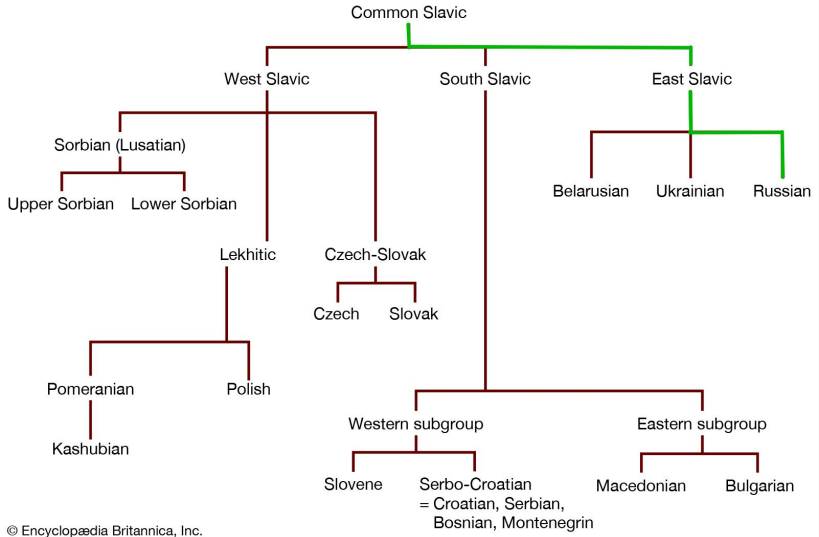 Common Slavic
West Slavic
South Slavic
East Slavic
Sorbian (Lusatian)
Upper Sorbian
Lower Sorbian
Belarusian
Ukrainian
Russian
Lekhitic
Czech-Slovak
Czech
Slovak
Pomeranian
Polish
Kashubian
Western subgroup
Eastern subgroup
Slovene
Serbo-Croatian
= Croatian, Serbian,
Bosnian, Montenegrin
Macedonian
Bulgarian
© Encyclopædia Britannica, Inc.